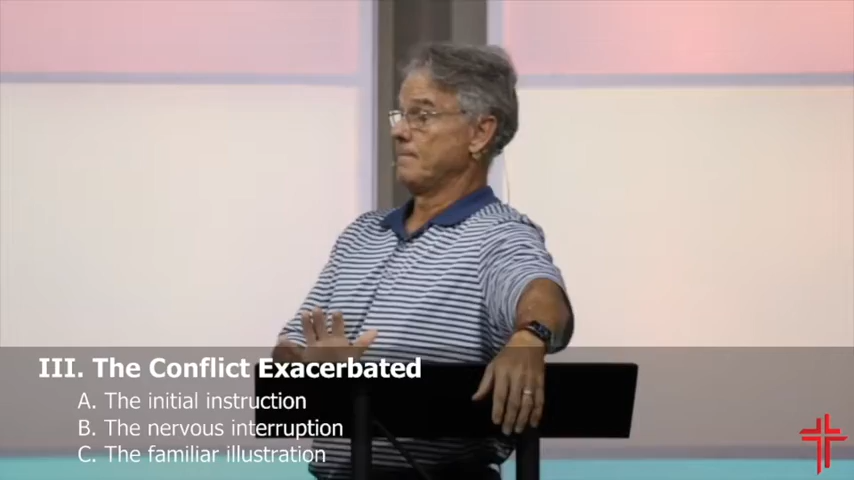 III. The Conflict Exacerbated
A. The initial instruction
B. The nervous interruption
C. The familiar illustration